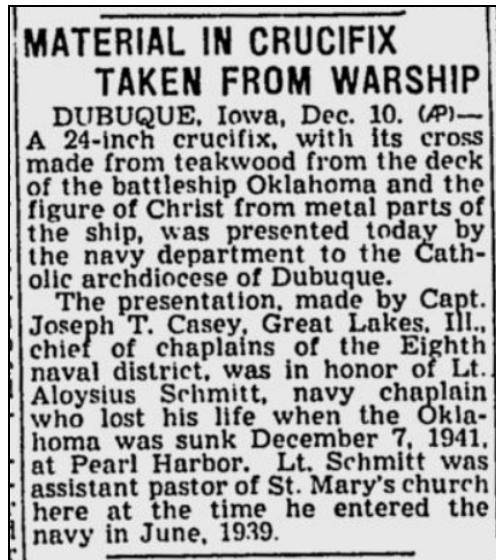 MATERIAL IN CRUCIFIX
TAKEN FROM WARSHIP
DUBUQUE, Iowa, Dec. 10. (AP)—
A 24-inch crucifix, with its cross
made from teakwood from the deck
of the battleship Oklahoma and the
figure of Christ from metal parts of
the ship, was presented today by
the navy department to the Cath-
olic archdiocese of Dubuque.
The presentation, made by Capt.
Joseph T. Casey, Great Lakes, Ill.,
chief of chaplains of the Eighth
naval district, was in honor of Lt.
Aloysius Schmitt, navy chaplain
who lost his life when the Okla-
homa was sunk December 7, 1941,
at Pearl Harbor. Lt. Schmitt was
assistant pastor of St. Mary's church
here at the time he entered the
navy in June, 1939.